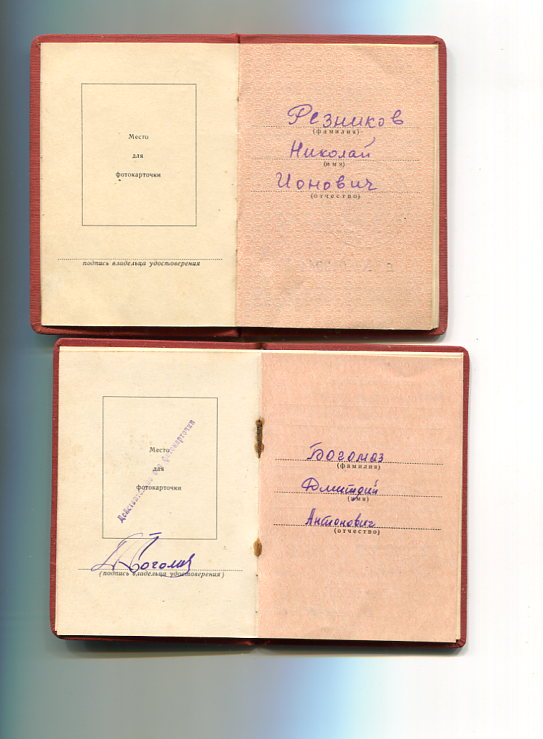 Место
для
фотокарточки
подпись владельца удостоверения
Резников
(фамилия)
Николай
(имя)
Ионович
(отчество)
Место
для
фотокарточки
Действительно без фотокарточки
(подпись владельца удостоверения)
Богомаз
(фамилия)
Дмитрий
(имя)
Антонович
(отчество)